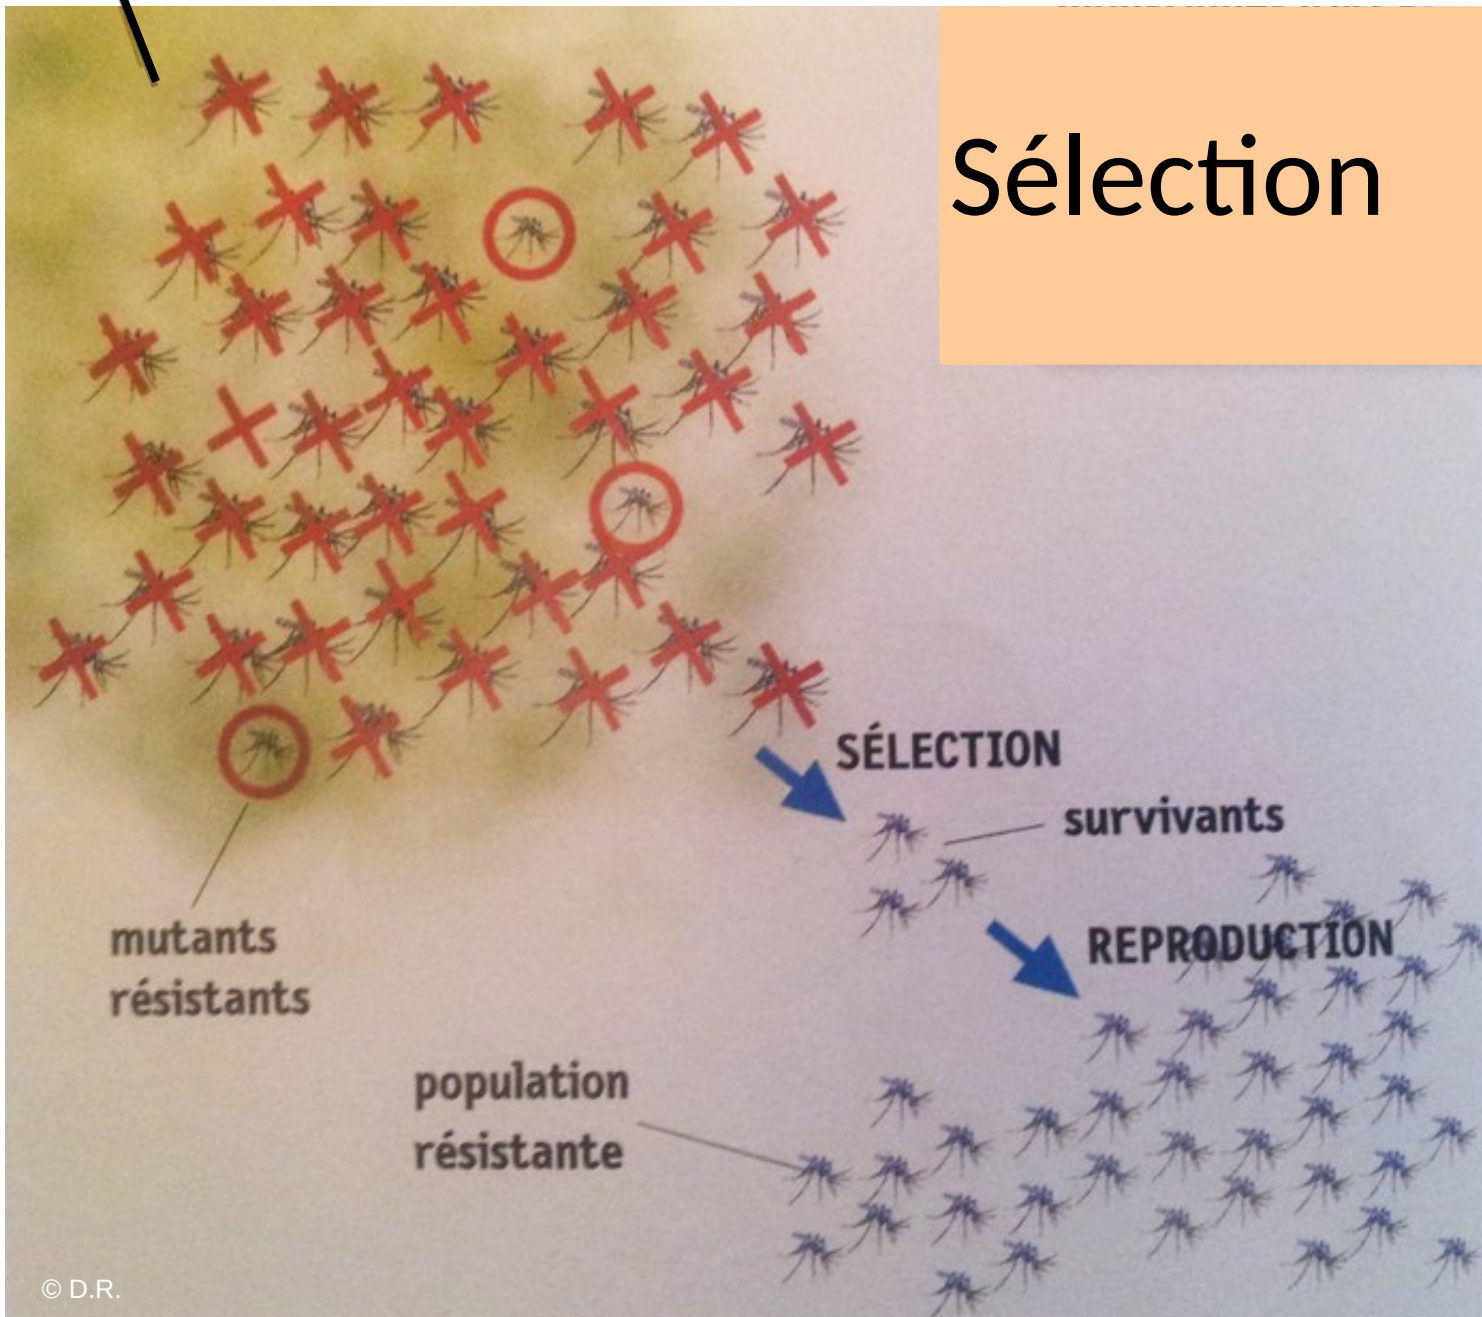 Sélection
SÉLECTION
survivants
REPRODUCTION
mutants
résistants
population
résistante
© D.R.